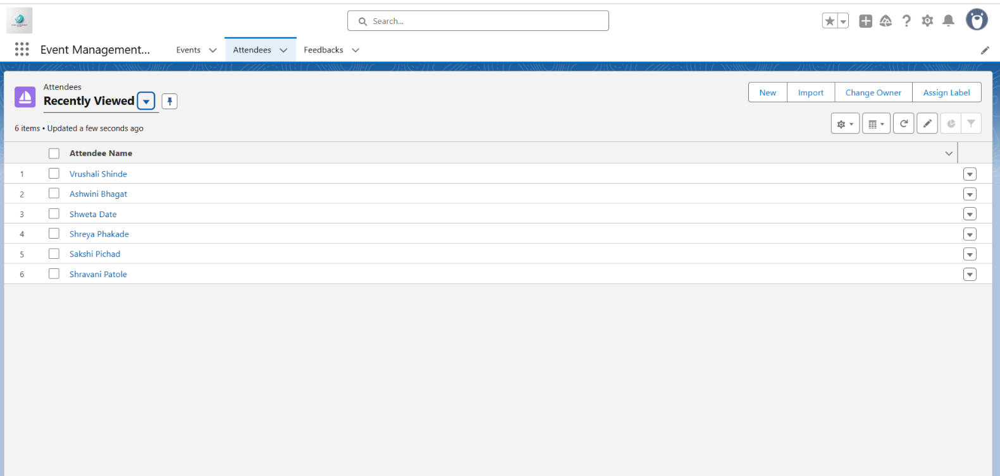 Search...
Event Management...
Events
Attendees
Feedbacks
Attendees
Recently Viewed
New
Import
Change Owner
Assign Label
6 items • Updated a few seconds ago
Attendee Name
1 Vrushali Shinde
2 Ashwini Bhagat
3 Shweta Date
4 Shreya Phakade
5 Sakshi Pichad
6 Shravani Patole